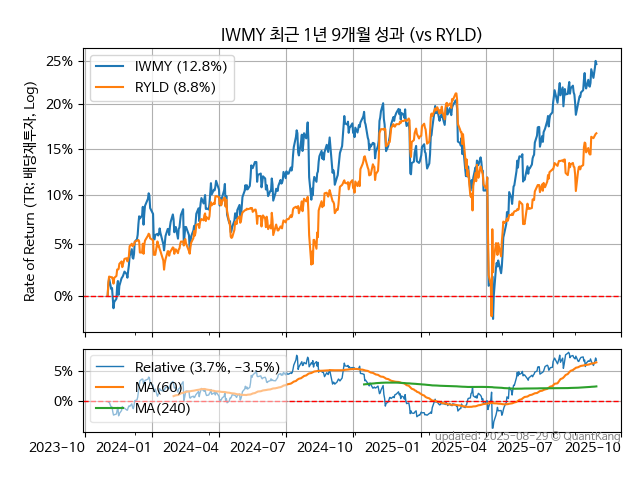 IWMY 최근 1년 9개월 성과 (vs RYLD)
Rate of Return (TR: 배당재투자, Log)
25%
20%
15%
10%
5%
0%
IWMY (12.8%)
RYLD (8.8%)
5%
0%
Relative (3.7%, −3.5%)
MA(60)
MA(240)
2023−10
2024−01
2024−04
2024−07
2024−10
2025−01
2025−04
2025−07
2025−10
updated: 2025-08-29 © QuantKang